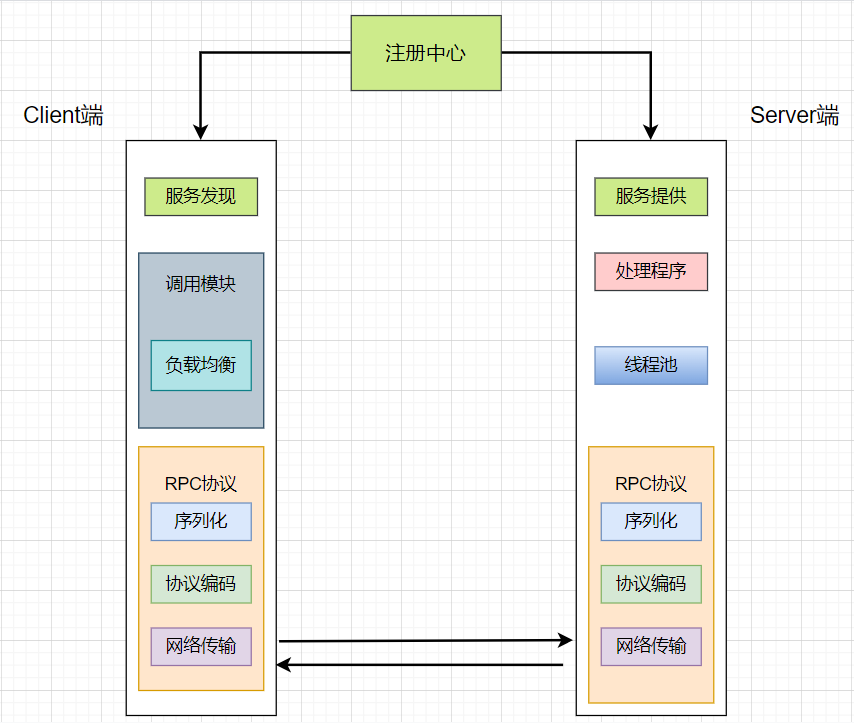 注册中心
Client端
Server端
服务发现
调用模块
负载均衡
RPC协议
序列化
协议编码
网络传输
服务提供
处理程序
线程池
RPC协议
序列化
协议编码
网络传输